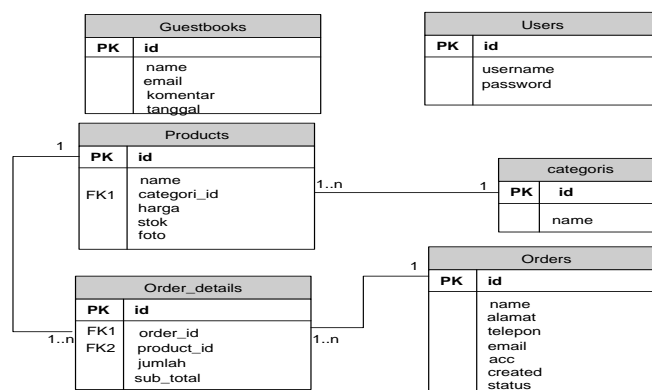 Guestbooks
PK id
name
email
komentar
tanggal
Users
PK id
username
password
Products
PK id
name
FK1 categori_id
harga
stok
foto
1
1..n
1
categoris
PK id
name
Order_details
PK id
FK1 order_id
FK2 product_id
jumlah
sub_total
1..n
1..n
1
Orders
PK id
name
alamat
telepon
email
acc
created
status